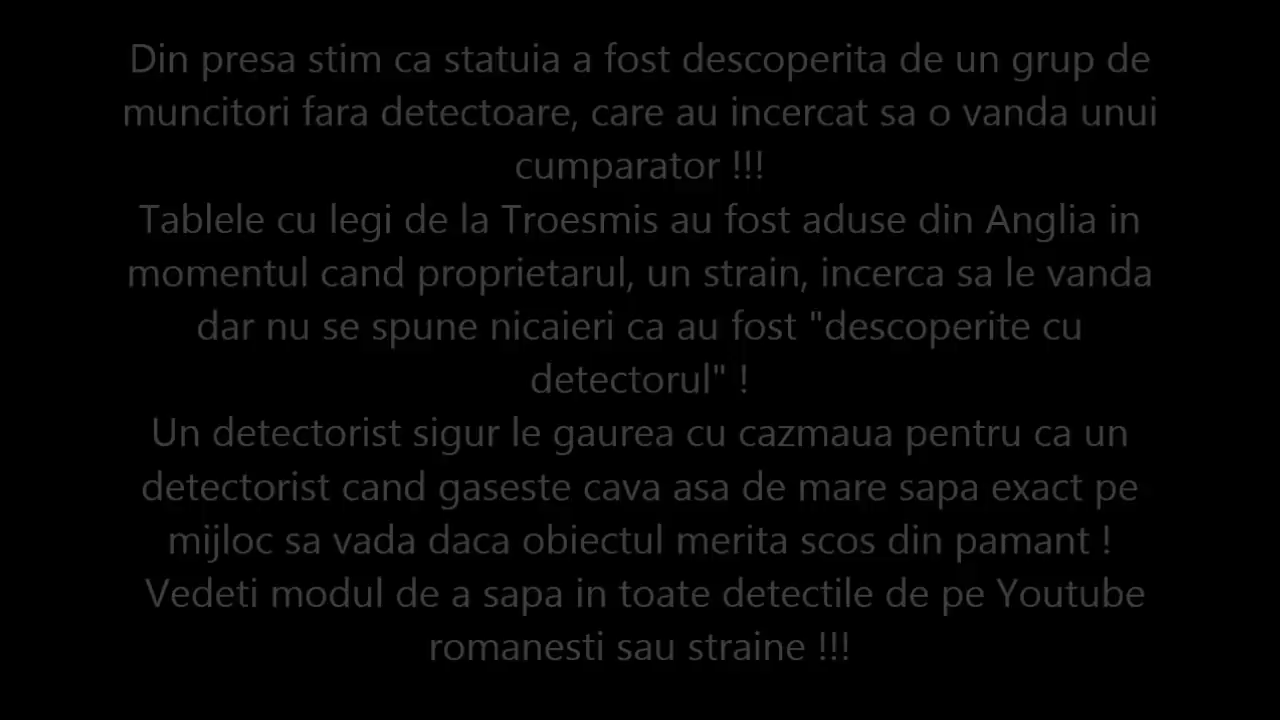 Din presa stim ca statuia a fost descoperita de un grup de
muncitori fara detectoare, care au incercat sa o vanda unui
cumparator !!!
Tablele cu legi de la Troesmis au fost aduse din Anglia in
momentul cand proprietarul, un strain, incerca sa le vanda
dar nu se spune nicaieri ca au fost "descoperite cu
detectorul" !
Un detectorist sigur le gaurea cu cazmaua pentru ca un
detectorist cand gaseste cava asa de mare sapa exact pe
mijloc sa vada daca obiectul merita scos din pamant !
Vedeti modul de a sapa in toate detectile de pe Youtube
romanesti sau straine !!!